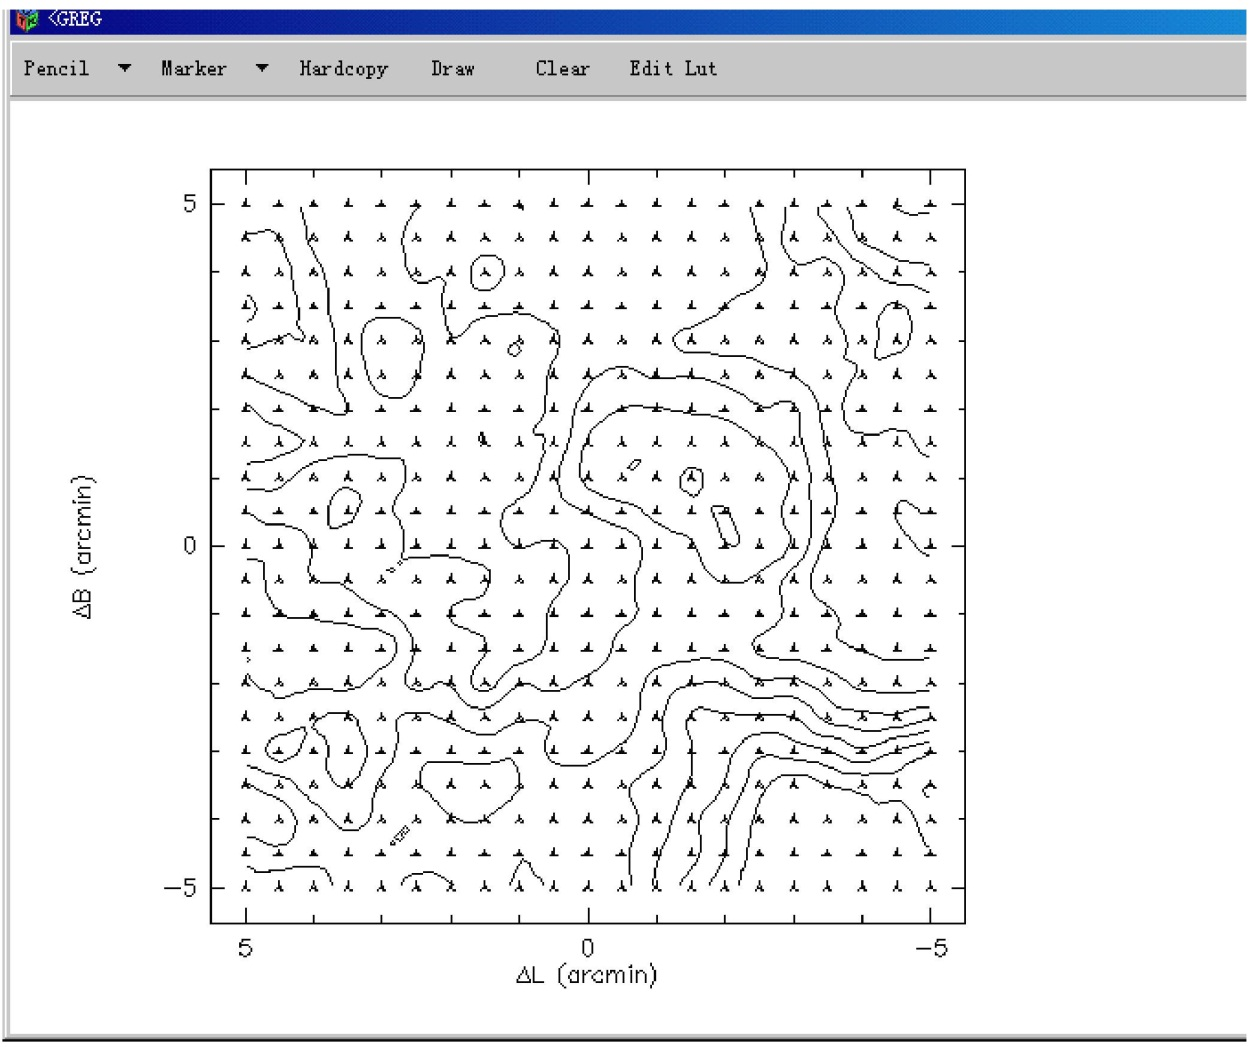 <GREG
Pencil Marker Hardcopy Draw Clear Edit Lut
5
0
-5
ΔB (arcmin)
5 0 -5
ΔL (arcmin)